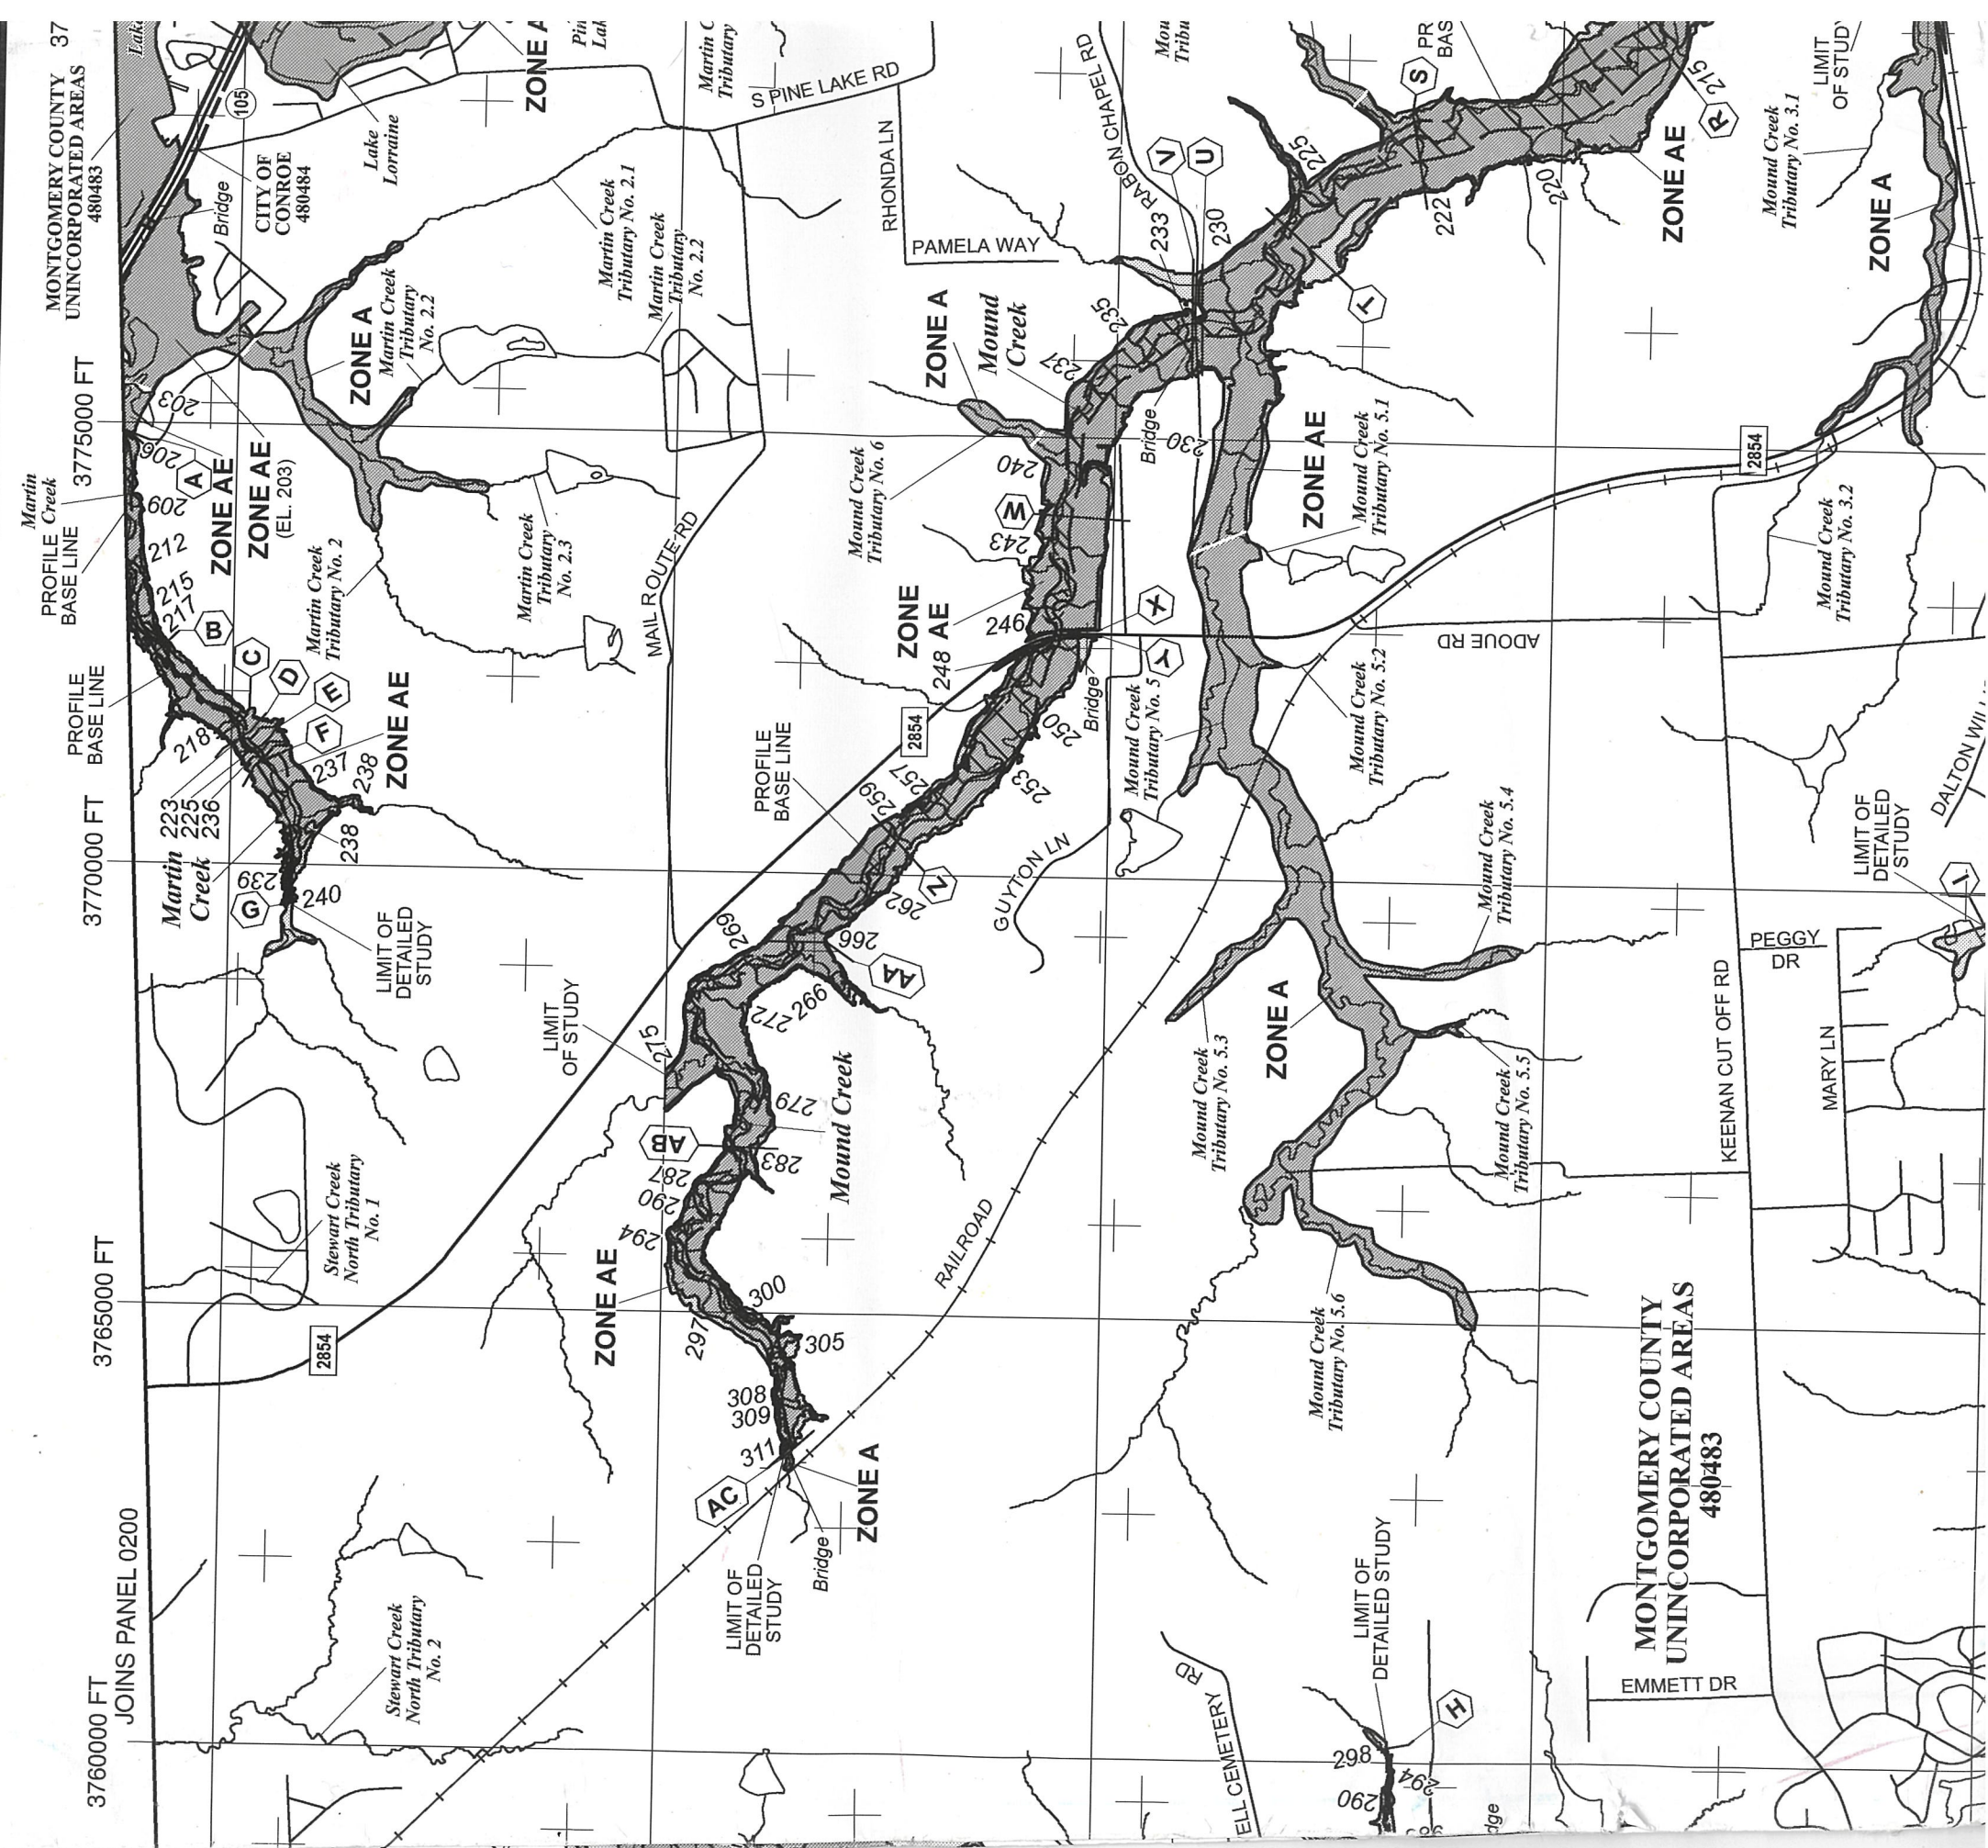 MONTGOMERY COUNTY
UNINCORPORATED AREAS
480483
37
Lake
105
ZONE A
S PINE LAKE RD
Martin C
Tributary
RABON CHAPEL RD
Mou
Tribu
S
PR
BAS
R
215
LIMIT
OF STUDY
Lake
Lorraine
CITY OF
CONROE
480484
Bridge
Martin Creek
Tributary No. 2.1
Martin Creek
Tributary
No. 2.2
RHONDA LN
PAMELA WAY
V
U
233
230
225
222
220
ZONE AE
Mound Creek
Tributary No. 3.1
ZONE A
ZONE A
Martin Creek
Tributary
No. 2.2
ZONE A
Mound
Creek
235
237
T
3775000 FT
203
206
A
209
ZONE AE
ZONE AE
(EL. 203)
Martin
Creek
PROFILE
BASE LINE
212
215
217
B
Martin Creek
Tributary No. 2
Martin Creek
Tributary
No. 2.3
MAIL ROUTE RD
Mound Creek
Tributary No. 6
240
W
243
Bridge
230
ZONE AE
Mound Creek
Tributary No. 5.1
2854
Mound Creek
Tributary No. 3.2
ZONE
AE
246
248
X
Y
ADOUE RD
PROFILE
BASE LINE
C
D
E
F
218
223
225
236
237
238
238
ZONE AE
Martin
Creek
239
G
240
3770000 FT
LIMIT OF
DETAILED
STUDY
2854
PROFILE
BASE LINE
250
Bridge
253
257
259
Mound Creek
Tributary No. 5
Mound Creek
Tributary No. 5.2
Mound Creek
Tributary No. 5.4
LIMIT OF
DETAILED
STUDY
I
GUYTON LN
Z
262
266
269
AA
266
272
275
LIMIT
OF STUDY
279
Mound Creek
AB
283
287
290
294
ZONE AE
297
300
305
308
309
311
AC
ZONE A
Bridge
LIMIT OF
DETAILED
STUDY
RAILROAD
Mound Creek
Tributary No. 5.3
ZONE A
Mound Creek
Tributary No. 5.5
KEENAN CUT OFF RD
PEGGY
DR
MARY LN
Stewart Creek
North Tributary
No. 1
3765000 FT
2854
Mound Creek
Tributary No. 5.6
MONTGOMERY COUNTY
UNINCORPORATED AREAS
480483
JOINS PANEL 0200
3760000 FT
Stewart Creek
North Tributary
No. 2
ELL CEMETERY
RD
LIMIT OF
DETAILED STUDY
H
298
294
290
EMMETT DR